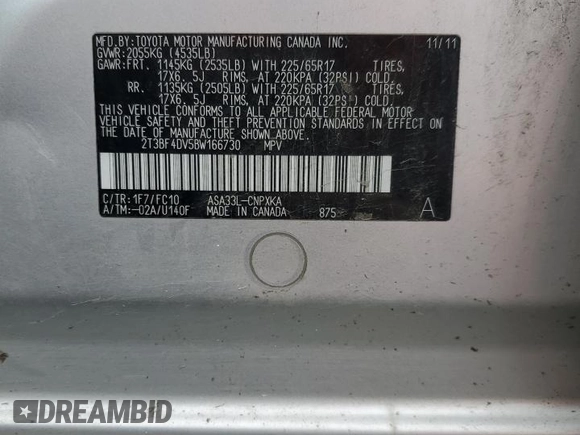 MFD.BY:TOYOTA MOTOR MANUFACTURING CANADA INC. 11/11
GVWR: 2055KG (4535LB)
GAWR:FRT. 1145KG (2535LB) WITH 225/65R17 TIRES,
17X6. 5J RIMS, AT 220KPA (32PSI) COLD.
RR. 1135KG (2505LB) WITH 225/65R17 TIRES,
17X6. 5J RIMS, AT 220KPA (32PSI) COLD.
THIS VEHICLE CONFORMS TO ALL APPLICABLE FEDERAL MOTOR
VEHICLE SAFETY AND THEFT PREVENTION STANDARDS IN EFFECT
ON THE DATE OF MANUFACTURE SHOWN ABOVE.
2T3BF4DV5BW166730 MPV
C/TR:1F7/FC10 ASA33L-CNPXKA
A/TM:-02A/U140F MADE IN CANADA 875 A
DREAMBID